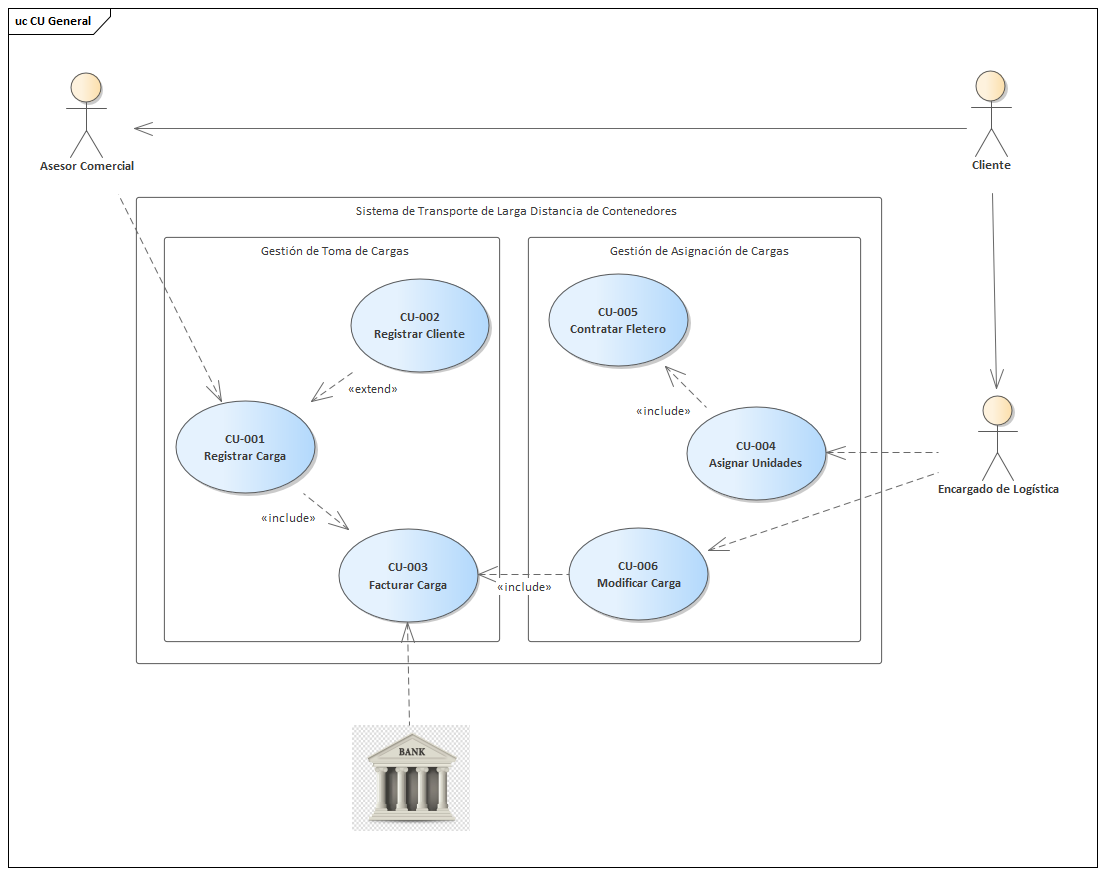 uc CU General
Asesor Comercial
Cliente
Sistema de Transporte de Larga Distancia de Contenedores
Gestión de Toma de Cargas
Gestión de Asignación de Cargas
CU-002
Registrar Cliente
CU-005
Contratar Fletero
«extend»
«include»
CU-001
Registrar Carga
CU-004
Asignar Unidades
Encargado de Logística
«include»
CU-003
Facturar Carga
CU-006
Modificar Carga
«include»
BANK